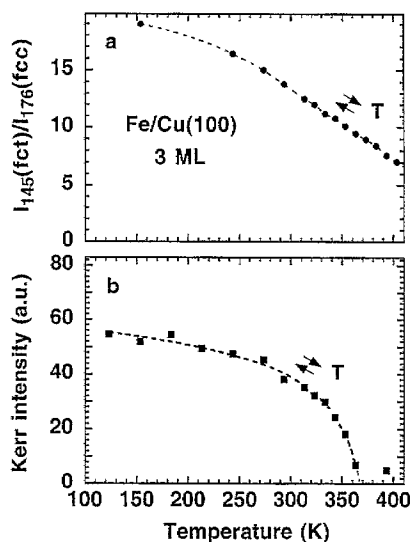 a
I₁₄₅(fct)/I₁₇₆(fcc)
15
10
5
0
Fe/Cu(100)
3 ML
T
b
Kerr intensity (a.u.)
80
60
40
20
0
T
100 150 200 250 300 350 400
Temperature (K)